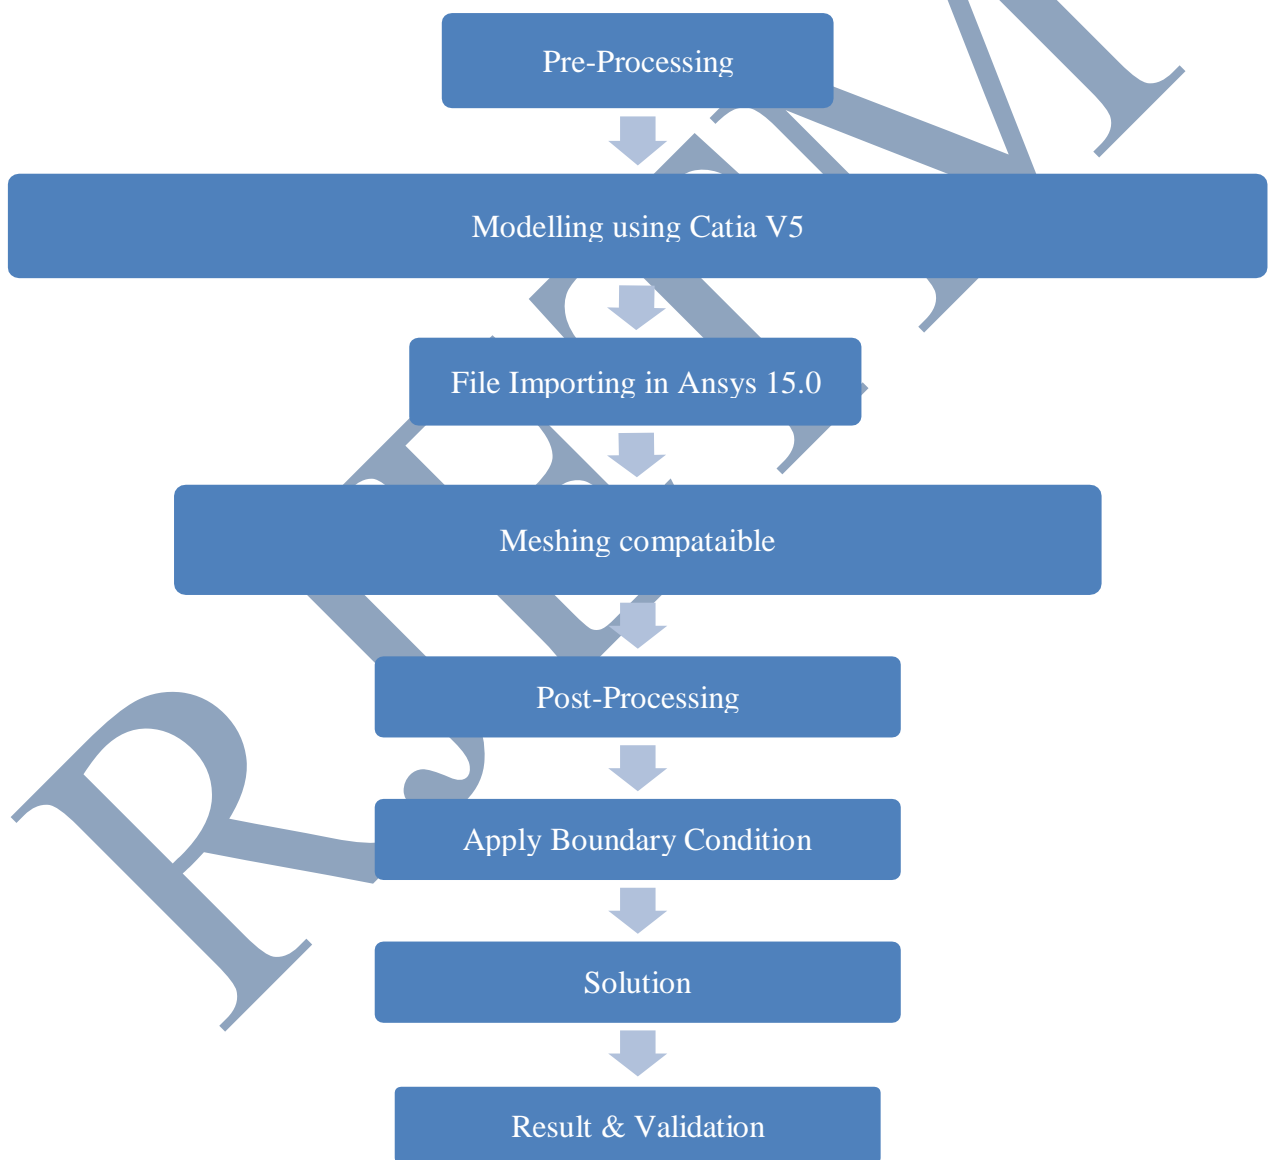 Pre-Processing
Modelling using Catia V5
File Importing in Ansys 15.0
Meshing compataible
Post-Processing
Apply Boundary Condition
Solution
Result & Validation